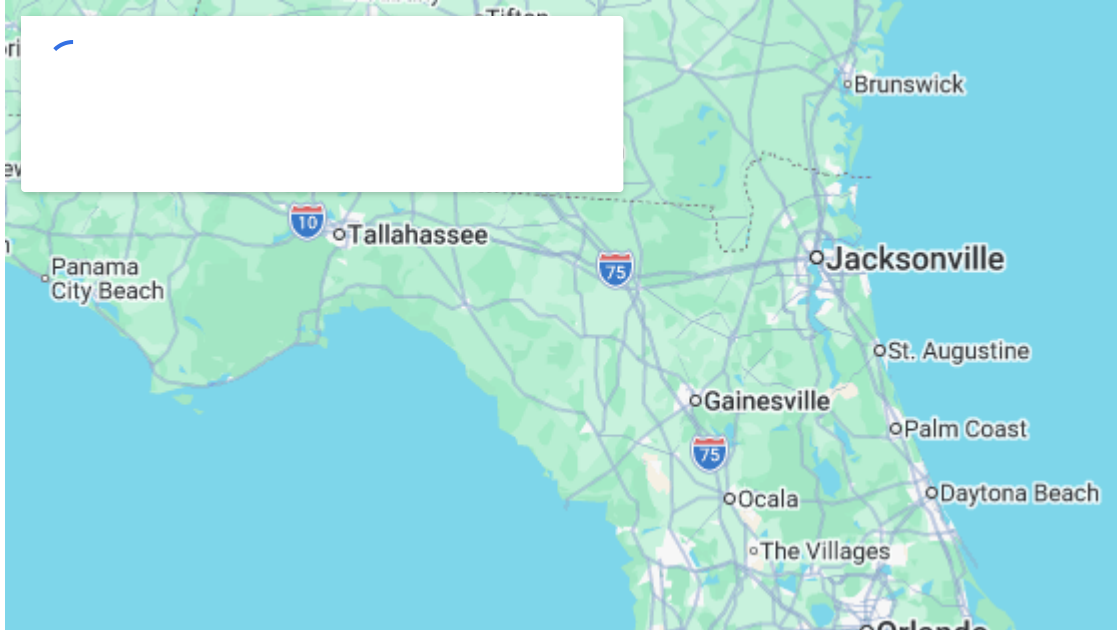 Tifton
Brunswick
10
Tallahassee
75
Jacksonville
Panama
City Beach
St. Augustine
Gainesville
Palm Coast
75
Daytona Beach
Ocala
The Villages
Orlando